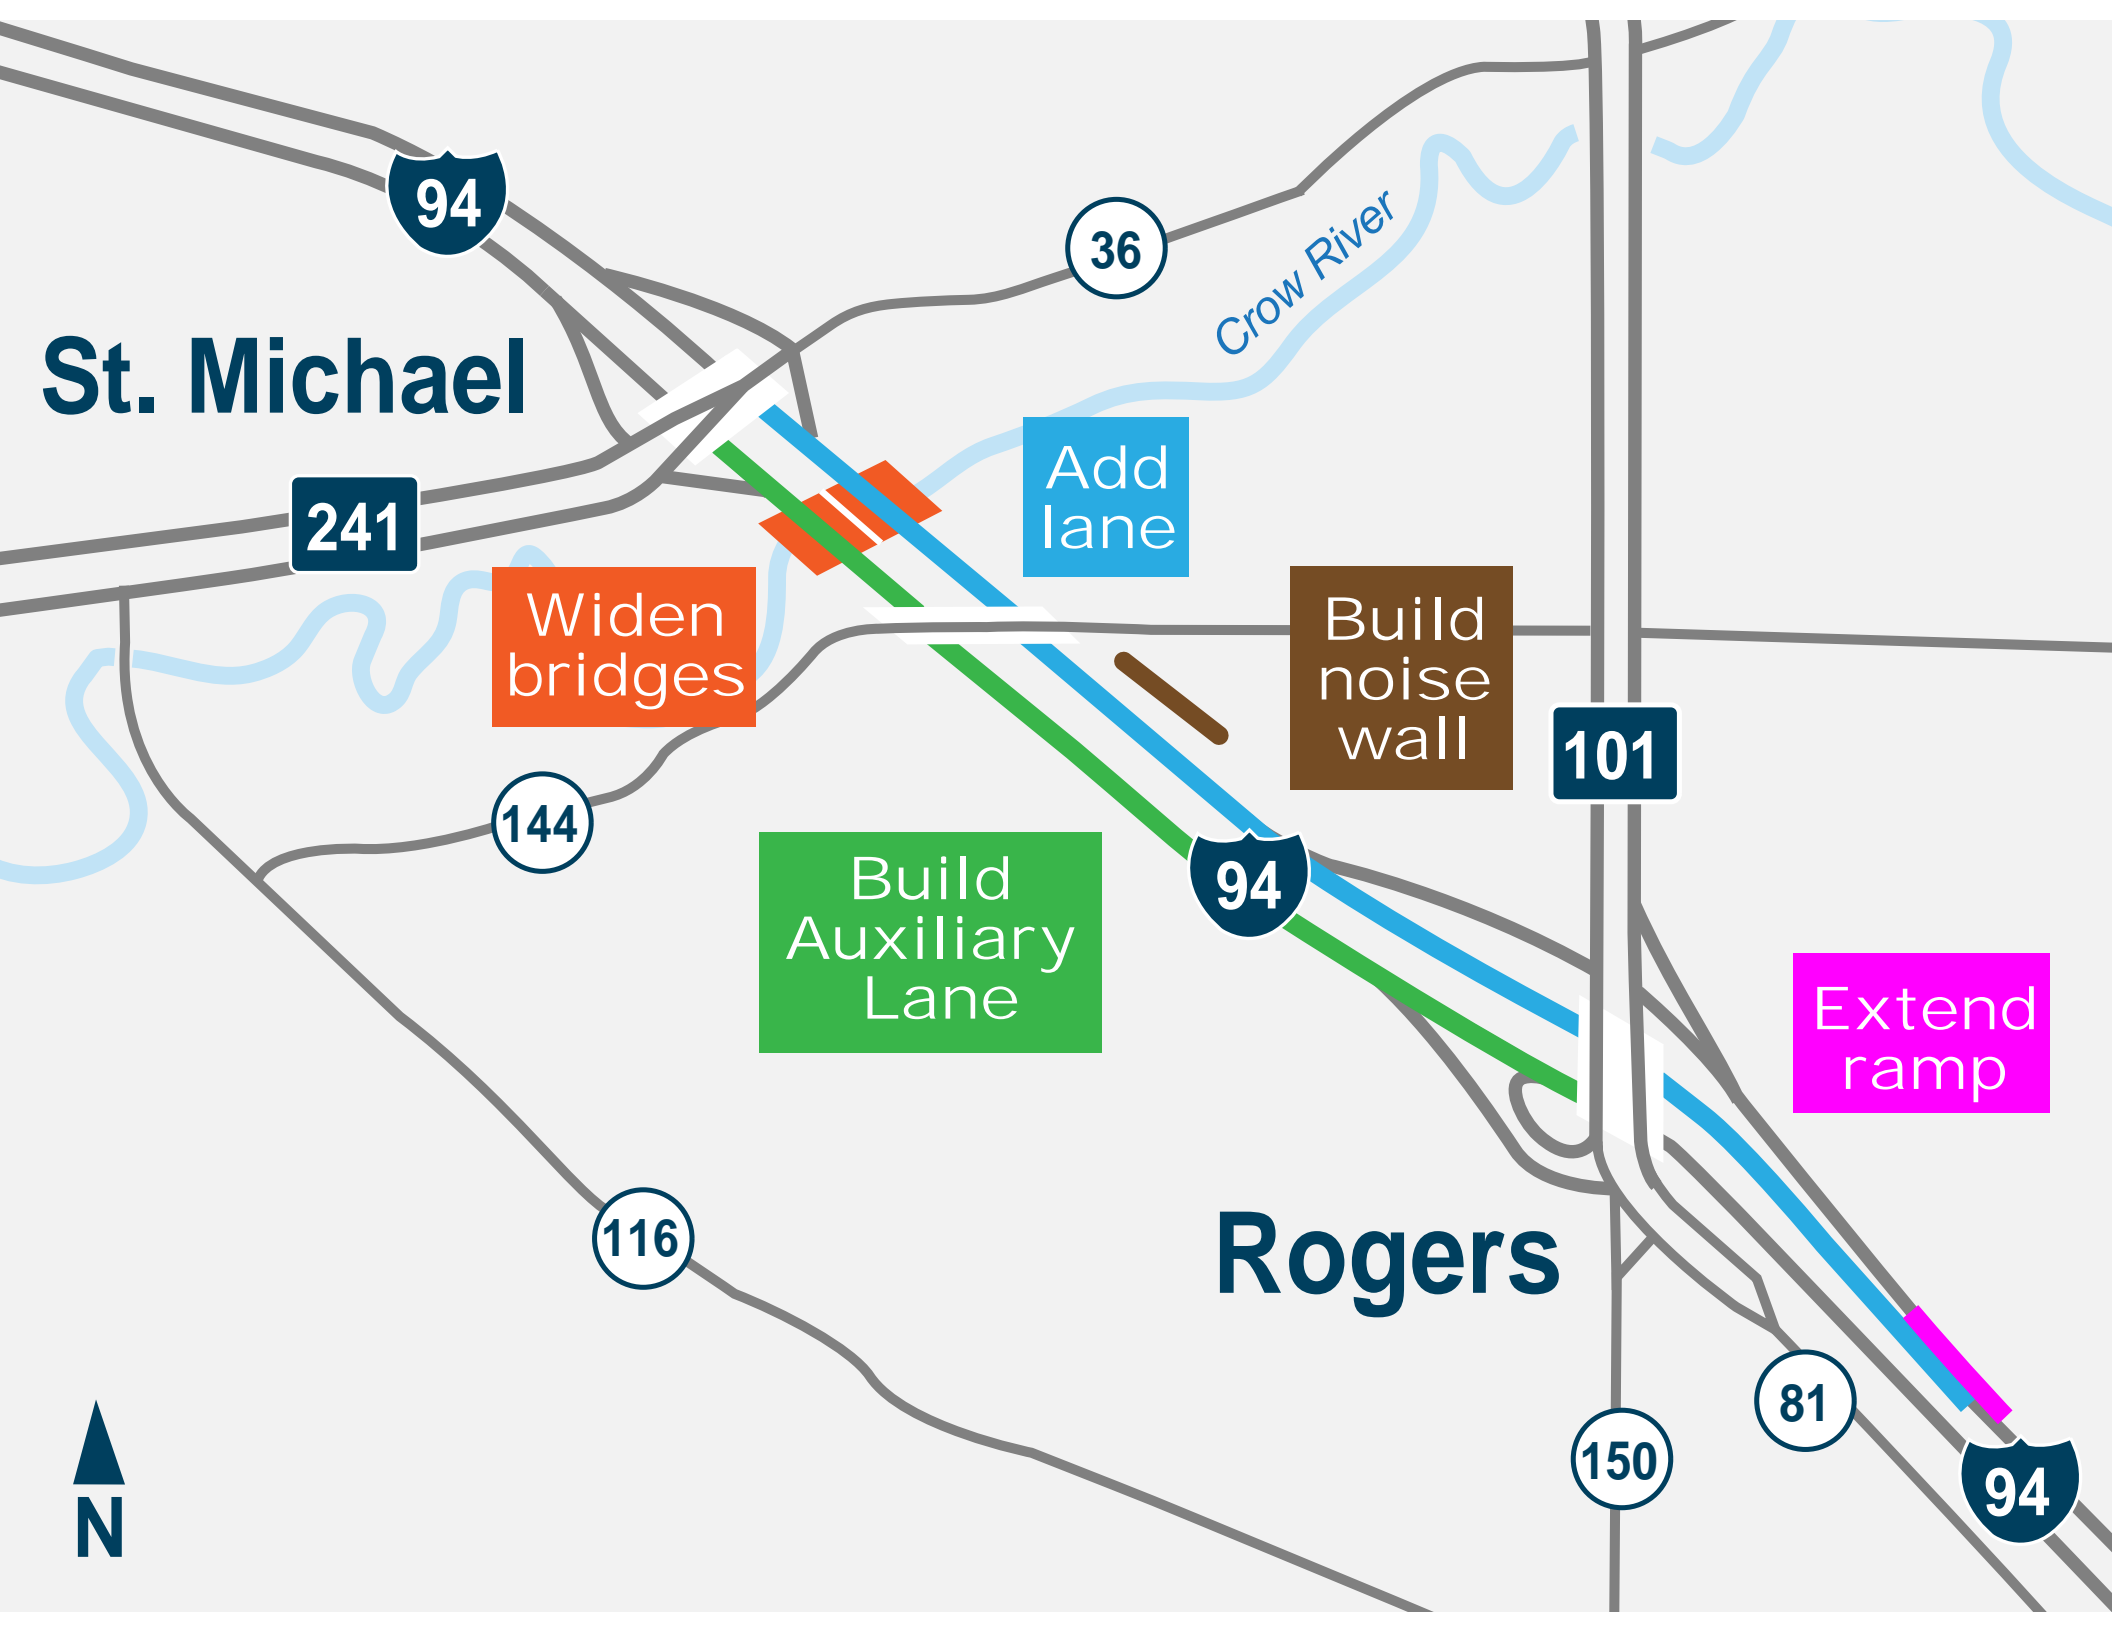 94
36
Crow River
St. Michael
241
Add
lane
Widen
bridges
Build
noise
wall
101
144
Build
Auxiliary
Lane
94
Extend
ramp
116
Rogers
81
150
94
N